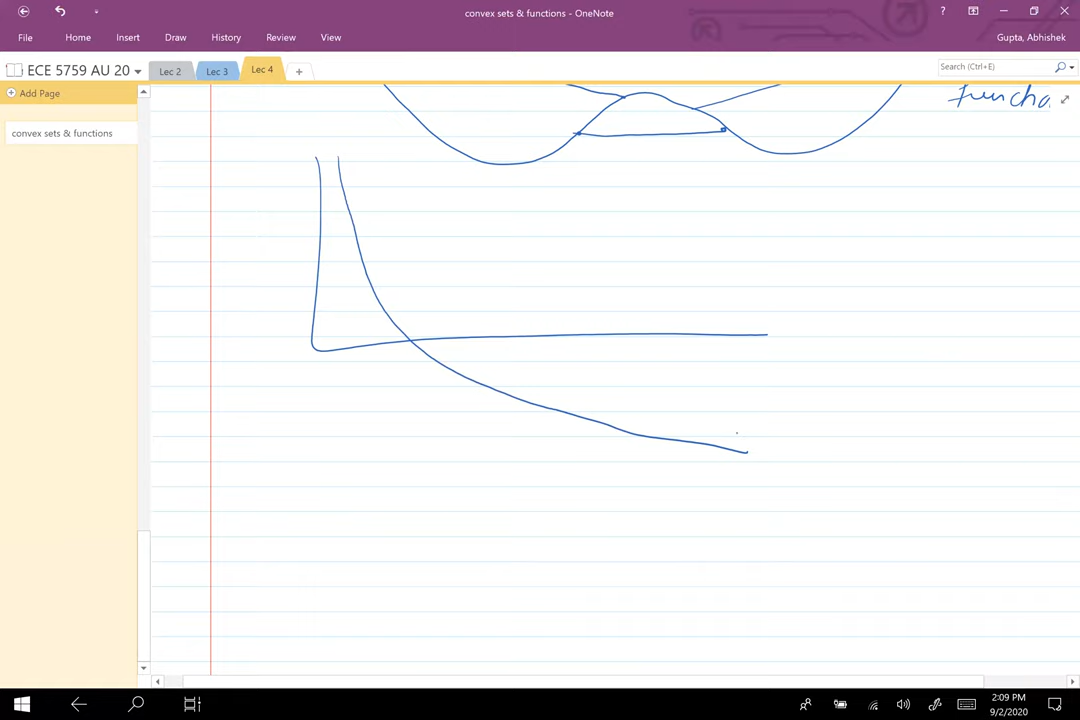 convex sets & functions - OneNote
?
File Home Insert Draw History Review View
Gupta, Abhishek
ECE 5759 AU 20
Lec 2 Lec 3 Lec 4 +
Search (Ctrl+E)
Add Page
convex sets & functions
2:09 PM
9/2/2020